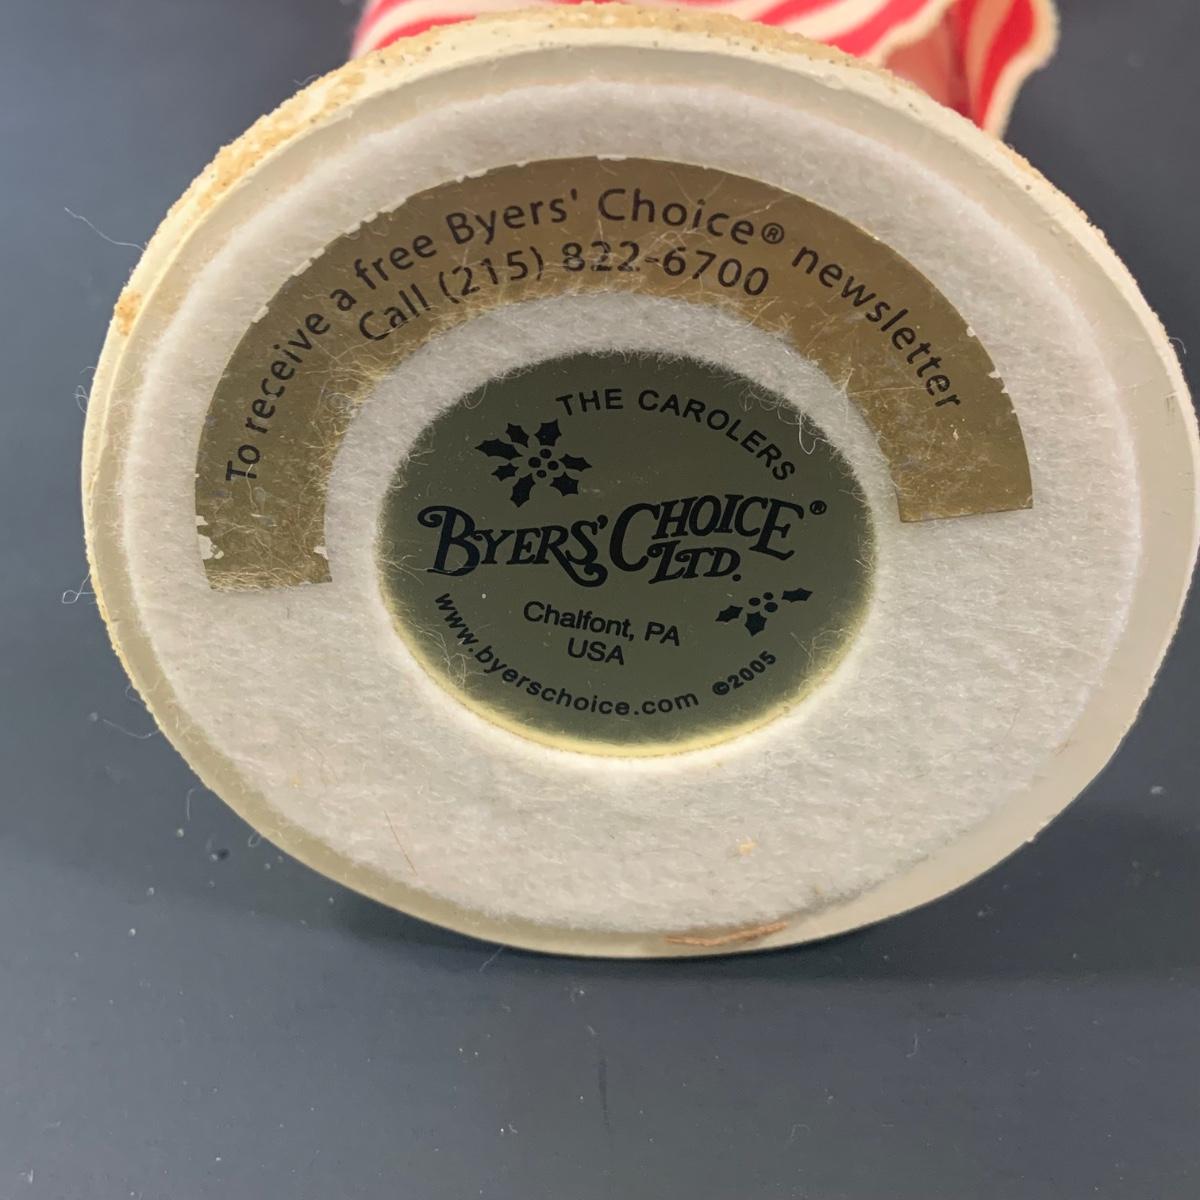 To receive a free Byers' Choice® newsletter
Call (215) 822-6700
THE CAROLERS
BYERS' CHOICE®
LTD.
Chalfont, PA
USA
www.byerschoice.com ©2005